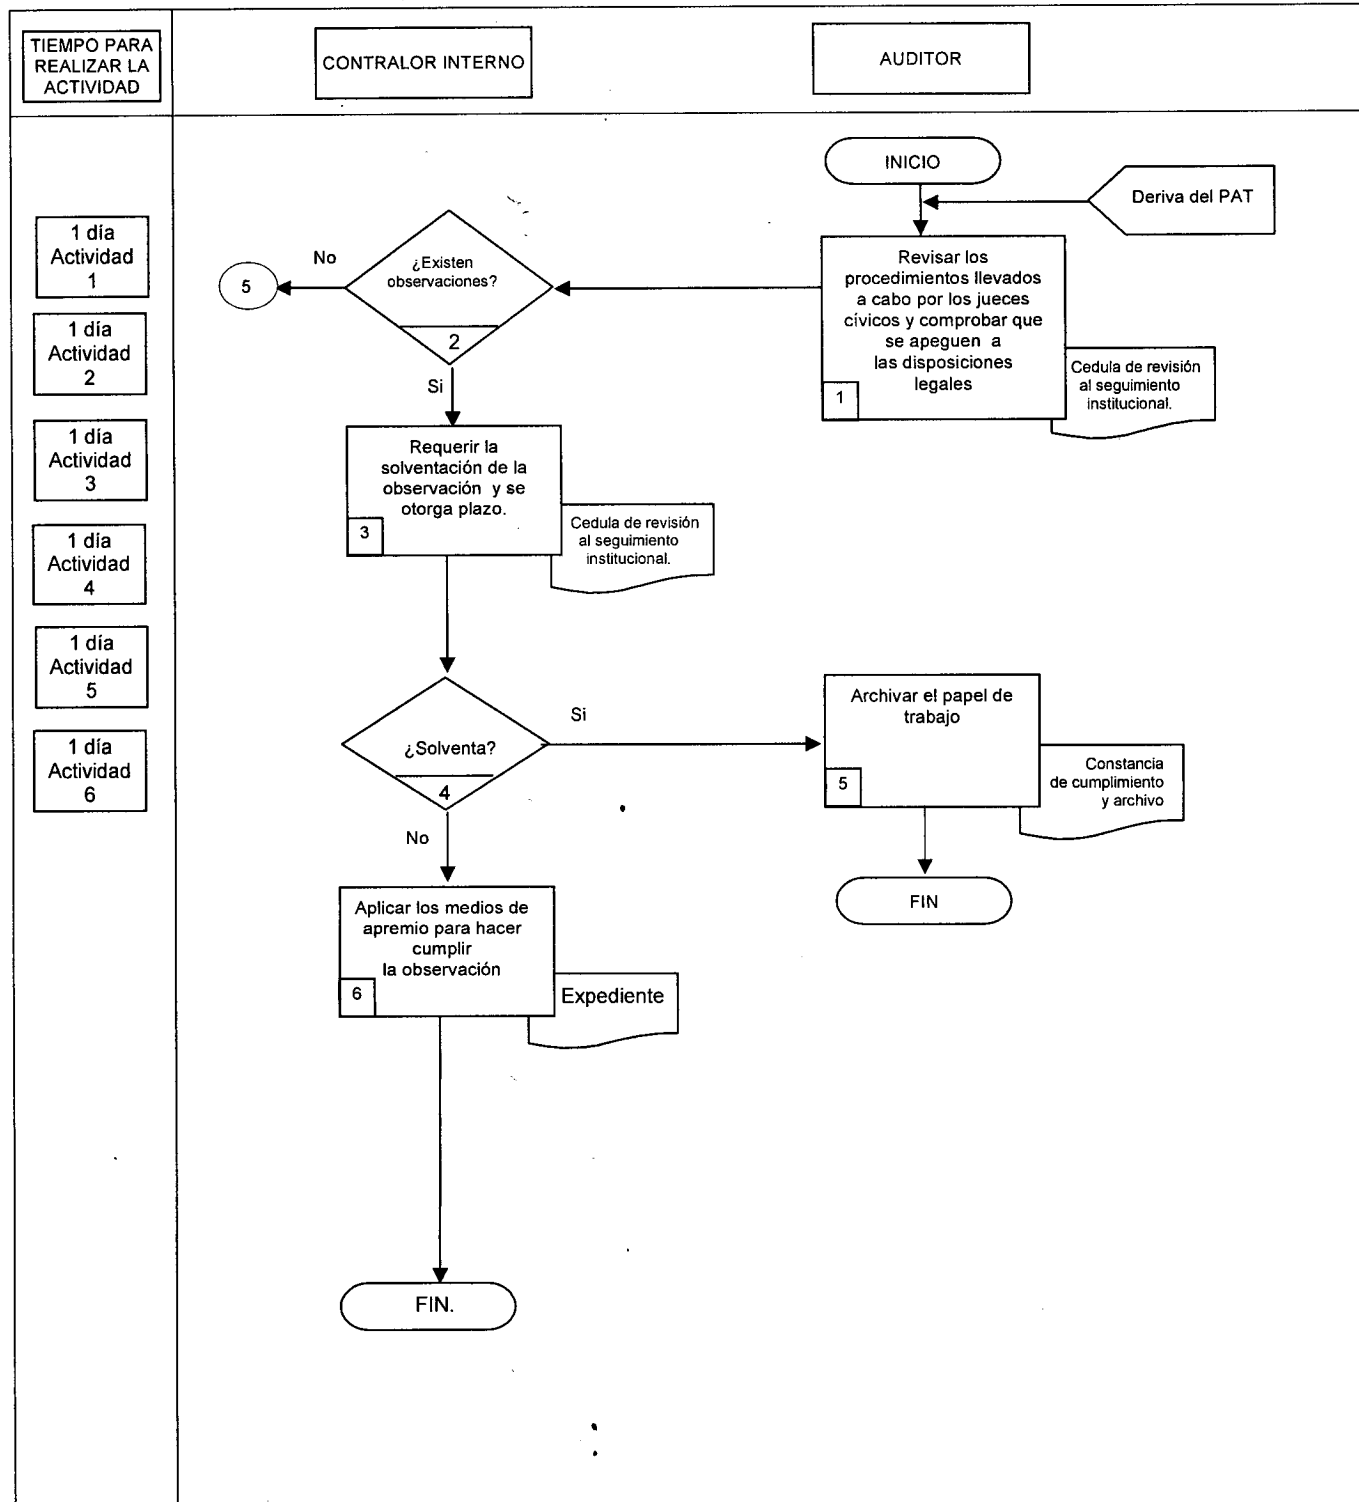 TIEMPO PARA
REALIZAR LA
ACTIVIDAD
CONTRALOR INTERNO
AUDITOR
INICIO
Deriva del PAT
1 día
Actividad
1
1 día
Actividad
2
1 día
Actividad
3
1 día
Actividad
4
1 día
Actividad
5
1 día
Actividad
6
Revisar los
procedimientos llevados
a cabo por los jueces
cívicos y comprobar que
se apeguen a
las disposiciones
legales
1
Cedula de revisión
al seguimiento
institucional.
¿Existen
observaciones?
2
No
5
Si
Requerir la
solventación de la
observación y se
otorga plazo.
3
Cedula de revisión
al seguimiento
institucional.
¿Solventa?
4
Si
Archivar el papel de
trabajo
5
Constancia
de cumplimiento
y archivo
FIN
No
Aplicar los medios de
apremio para hacer
cumplir
la observación
6
Expediente
FIN.